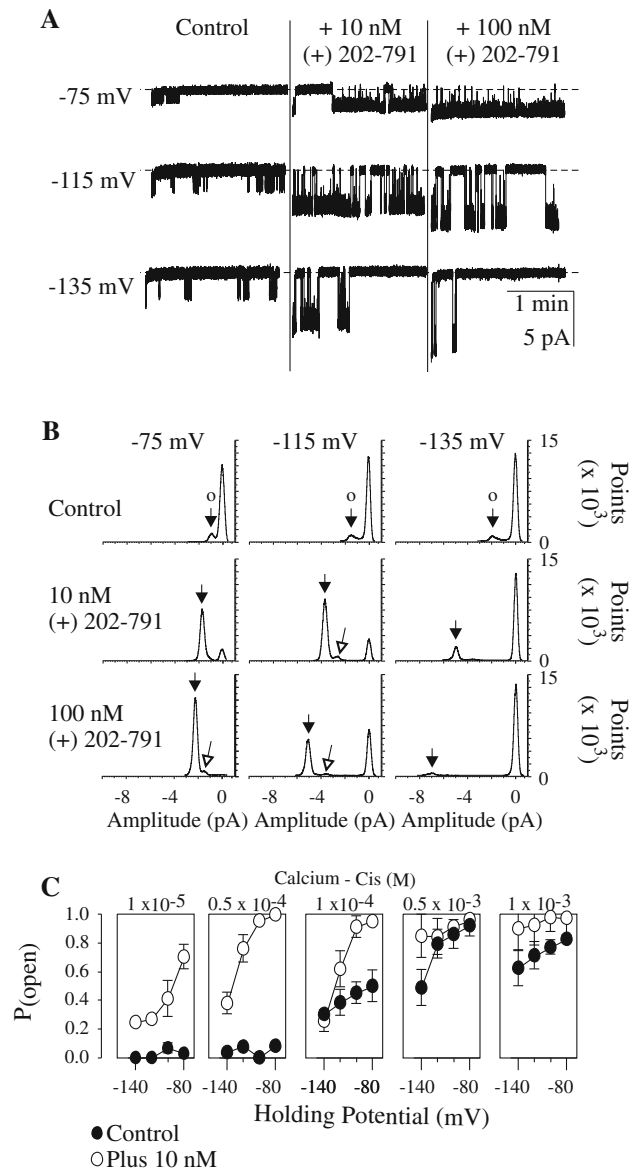 A
Control
+ 10 nM
(+) 202-791
+ 100 nM
(+) 202-791
-75 mV
-115 mV
-135 mV
1 min
5 pA
B
-75 mV
-115 mV
-135 mV
Control
o
o
o
15
0
Points
(x 10³)
10 nM
(+) 202-791
15
0
Points
(x 10³)
100 nM
(+) 202-791
15
0
Points
(x 10³)
-8 -4 0
-8 -4 0
-8 -4 0
Amplitude (pA)
Amplitude (pA)
Amplitude (pA)
C
Calcium - Cis (M)
1 x10⁻⁵
0.5 x10⁻⁴
1 x10⁻⁴
0.5 x10⁻³
1 x10⁻³
P(open)
1.0
0.8
0.6
0.4
0.2
0.0
-140 -80
-140 -80
-140 -80
-140 -80
-140 -80
Holding Potential (mV)
Control
Plus 10 nM